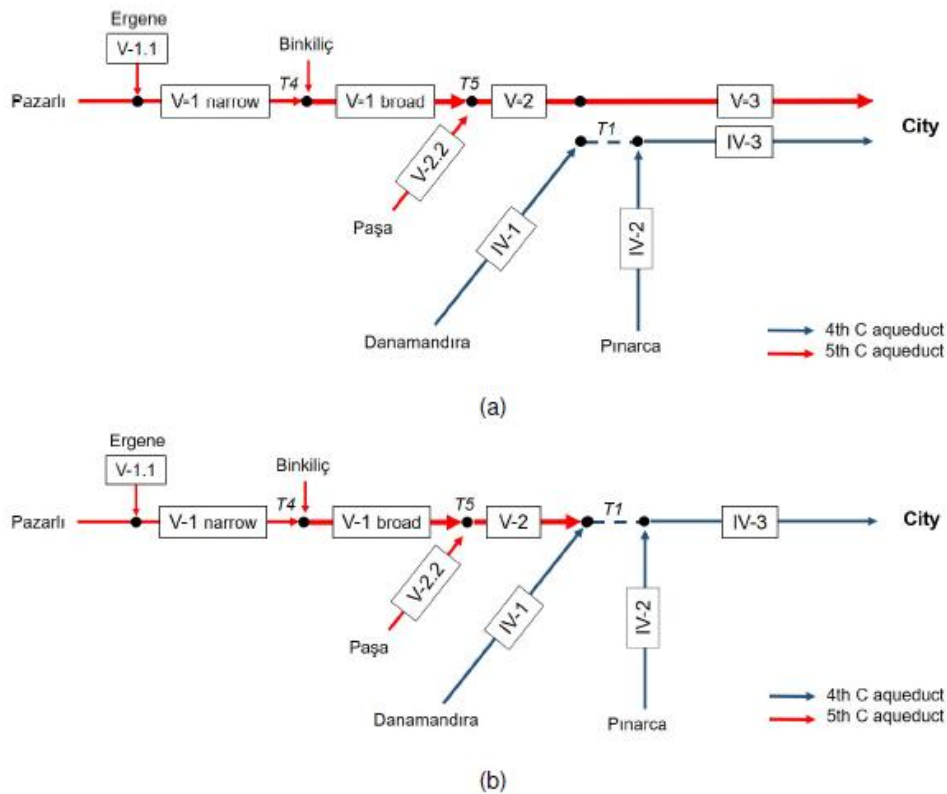 Ergene
V-1.1
Binkiliç
Pazarlı
V=1 narrow
T4
V=1 broad
T5
V=2
V=3
City
T1
IV-3
V-2.2
Paşa
IV-1
IV-2
Danamandıra
Pınarca
4th C aqueduct
5th C aqueduct
(a)
Ergene
V-1.1
Binkiliç
Pazarlı
V-1 narrow
T4
V-1 broad
T5
V-2
T1
IV-3
City
V-2.2
Paşa
IV-1
IV-2
Danamandıra
Pınarca
4th C aqueduct
5th C aqueduct
(b)